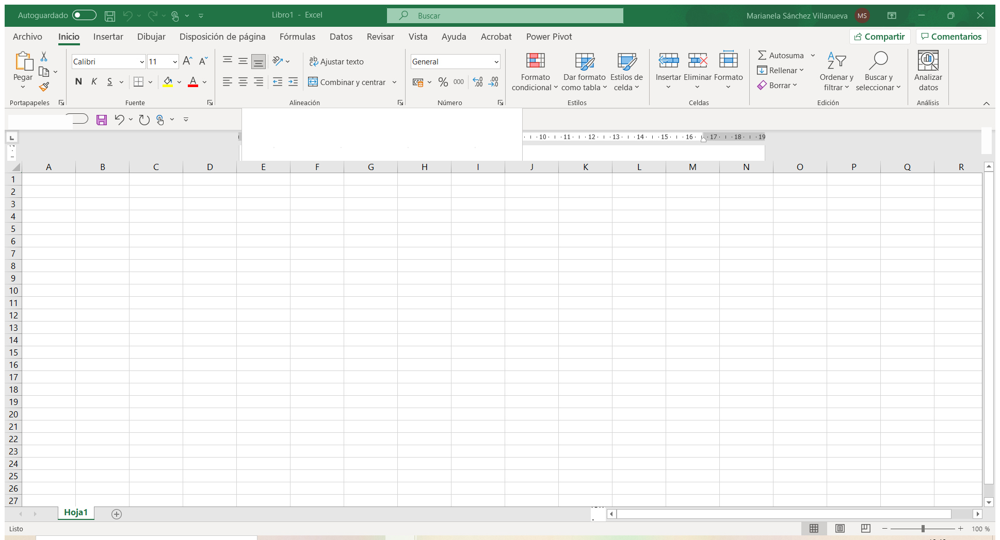 Autoguardado Libro1 - Excel Buscar Marianela Sánchez Villanueva MS
Archivo Inicio Insertar Dibujar Disposición de página Fórmulas Datos Revisar Vista Ayuda Acrobat Power Pivot Compartir Comentarios
Pegar
Portapapeles
Calibri 11 A A
N K S A
Fuente
ab Ajustar texto
Combinar y centrar
Alineación
General
% 000 ,00 ,00
Número
Formato condicional
Dar formato como tabla
Estilos de celda
Estilos
Insertar Eliminar Formato
Celdas
Autosuma
Rellenar
Borrar
Ordenar y filtrar
Buscar y seleccionar
Edición
Analizar datos
Análisis
10 11 12 13 14 15 16 17 18 19
A B C D E F G H I J K L M N O P Q R
1
2
3
4
5
6
7
8
9
10
11
12
13
14
15
16
17
18
19
20
21
22
23
24
25
26
27
Hoja1
Listo 100 %